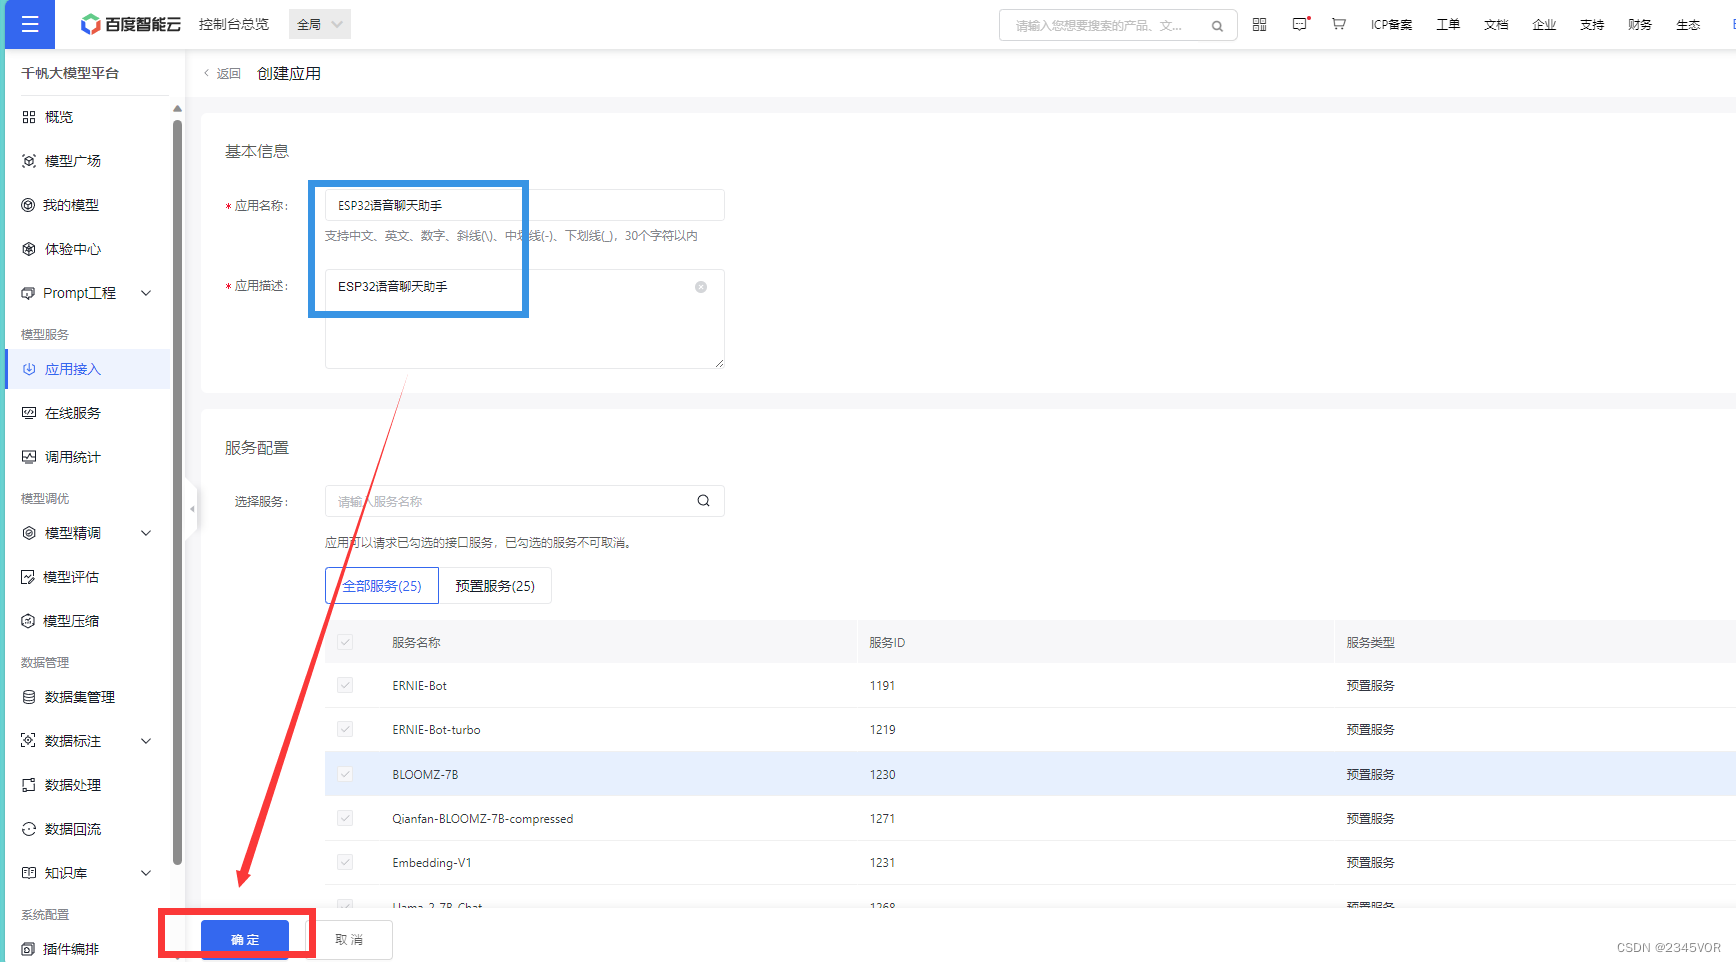 百度智能云 控制台总览 全局 请输入您想要搜索的产品、文... ICP备案 工单 文档 企业 支持 财务 生态
千帆大模型平台
概览
模型广场
我的模型
体验中心
Prompt工程
模型服务
应用接入
在线服务
调用统计
模型调优
模型精调
模型评估
模型压缩
数据管理
数据集管理
数据标注
数据处理
数据回流
知识库
系统配置
插件编排
返回 创建应用
基本信息
* 应用名称: ESP32语音聊天助手
支持中文、英文、数字、斜线(\)、中划线(-)、下划线(_)，30个字符以内
* 应用描述: ESP32语音聊天助手
服务配置
选择服务: 请输入服务名称
应用可以请求已勾选的接口服务，已勾选的服务不可取消。
全部服务(25) 预置服务(25)
服务名称 服务ID 服务类型
ERNIE-Bot 1191 预置服务
ERNIE-Bot-turbo 1219 预置服务
BLOOMZ-7B 1230 预置服务
Qianfan-BLOOMZ-7B-compressed 1271 预置服务
Embedding-V1 1231 预置服务
Llama-2-7B-Chat 1268 预置服务
确定 取消
CSDN @2345VOR